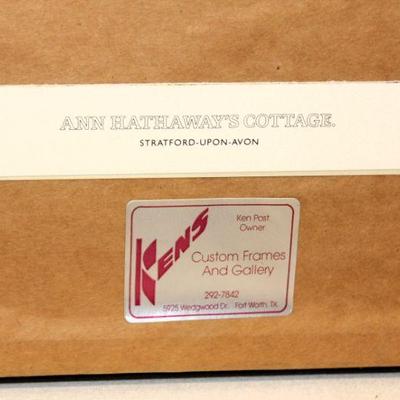 ANN HATHAWAY'S COTTAGE.
STRATFORD-UPON-AVON
KENS
Ken Post
Owner
Custom Frames
And Gallery
292-7842
5925 Wedgwood Dr. Fort Worth, TX.